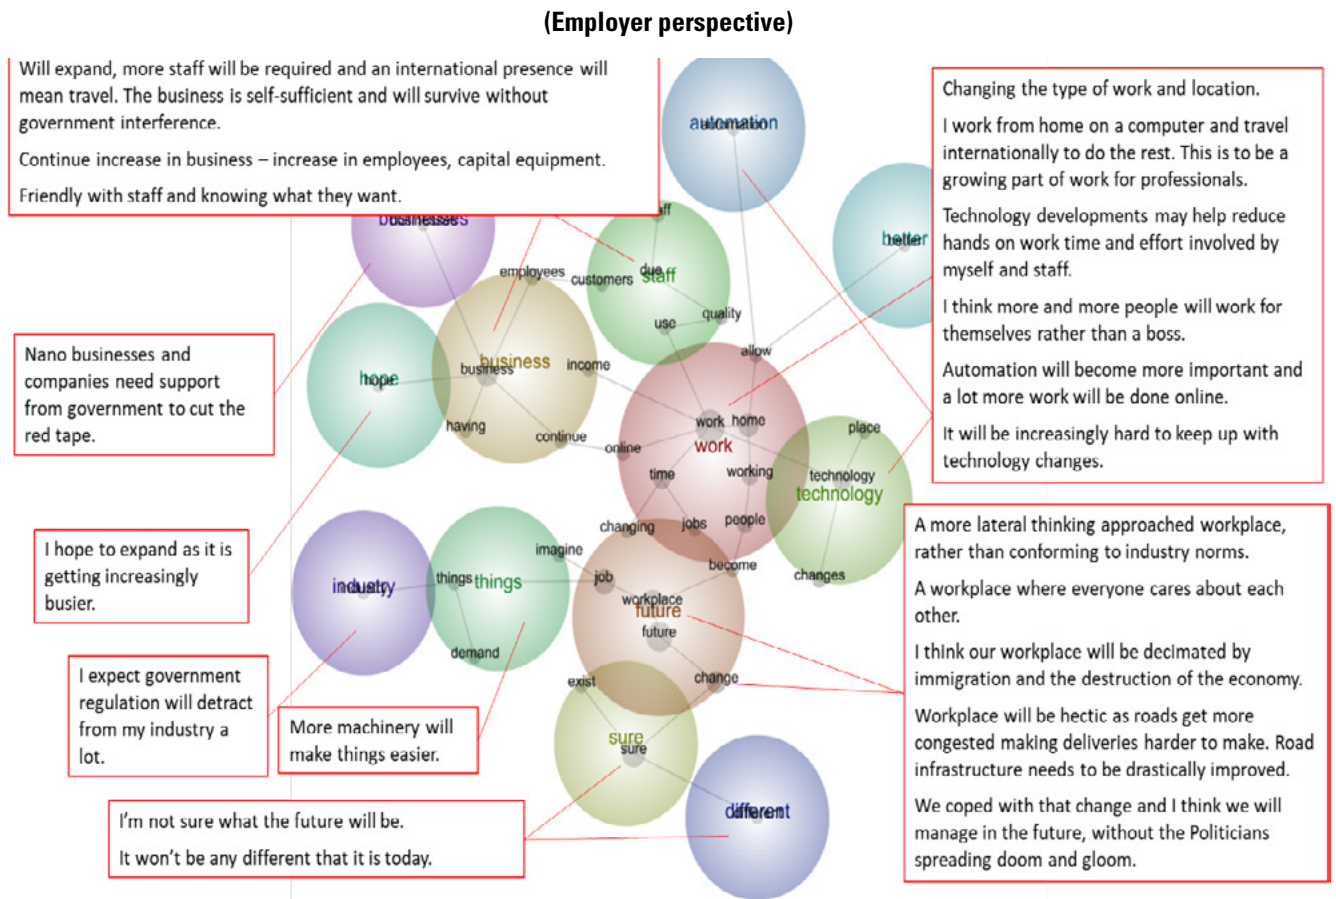 (Employer perspective)
Will expand, more staff will be required and an international presence will
mean travel. The business is self-sufficient and will survive without
government interference.
Continue increase in business – increase in employees, capital equipment.
Friendly with staff and knowing what they want.
automation
automation
Changing the type of work and location.
I work from home on a computer and travel
internationally to do the rest. This is to be a
growing part of work for professionals.
Technology developments may help reduce
hands on work time and effort involved by
myself and staff.
I think more and more people will work for
themselves rather than a boss.
Automation will become more important and
a lot more work will be done online.
It will be increasingly hard to keep up with
technology changes.
businesses
businesses
better
better
employees
customers
due
staff
quality
use
business
business
income
allow
having
continue
online
hope
hope
Nano businesses and
companies need support
from government to cut the
red tape.
work
home
work
time
working
changing
jobs
people
become
place
technology
technology
changes
I hope to expand as it is
getting increasingly
busier.
industry
industry
things
things
imagine
demand
job
workplace
future
future
change
exist
sure
sure
different
different
A more lateral thinking approached workplace,
rather than conforming to industry norms.
A workplace where everyone cares about each
other.
I think our workplace will be decimated by
immigration and the destruction of the economy.
Workplace will be hectic as roads get more
congested making deliveries harder to make. Road
infrastructure needs to be drastically improved.
We coped with that change and I think we will
manage in the future, without the Politicians
spreading doom and gloom.
I expect government
regulation will detract
from my industry a
lot.
More machinery will
make things easier.
I'm not sure what the future will be.
It won't be any different that it is today.